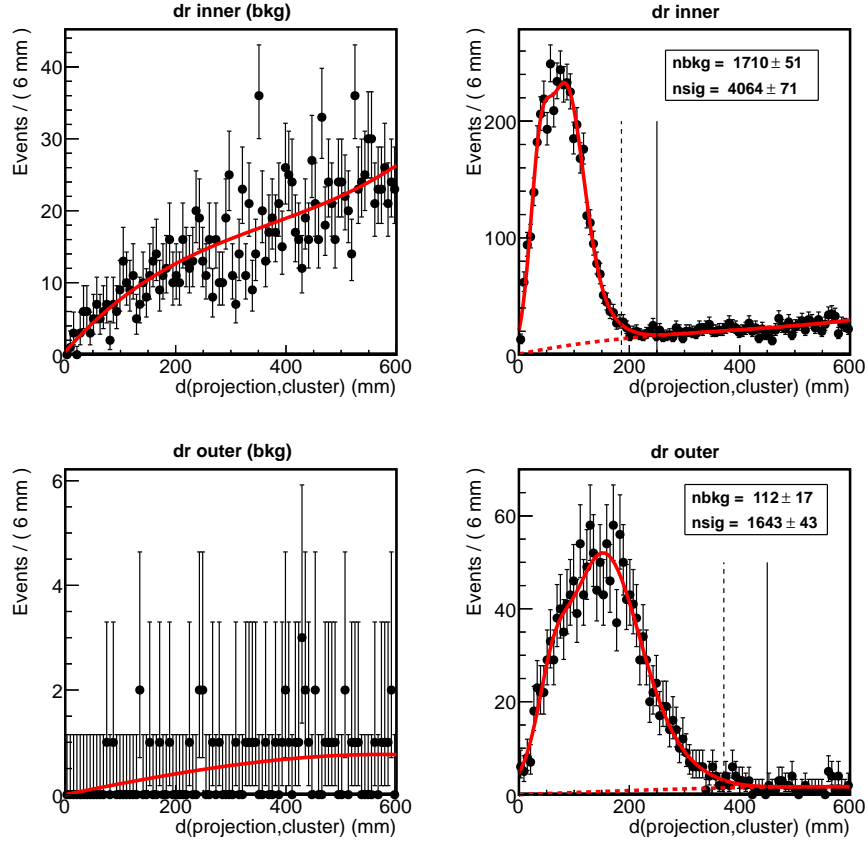 dr inner (bkg)
Events / ( 6 mm )
40
30
20
10
0
0
200
400
600
d(projection,cluster) (mm)
dr inner
Events / ( 6 mm )
nbkg = 1710 ± 51
nsig = 4064 ± 71
200
100
0
0
200
400
600
d(projection,cluster) (mm)
dr outer (bkg)
Events / ( 6 mm )
6
4
2
0
0
200
400
600
d(projection,cluster) (mm)
dr outer
Events / ( 6 mm )
nbkg = 112 ± 17
nsig = 1643 ± 43
60
40
20
0
0
200
400
600
d(projection,cluster) (mm)